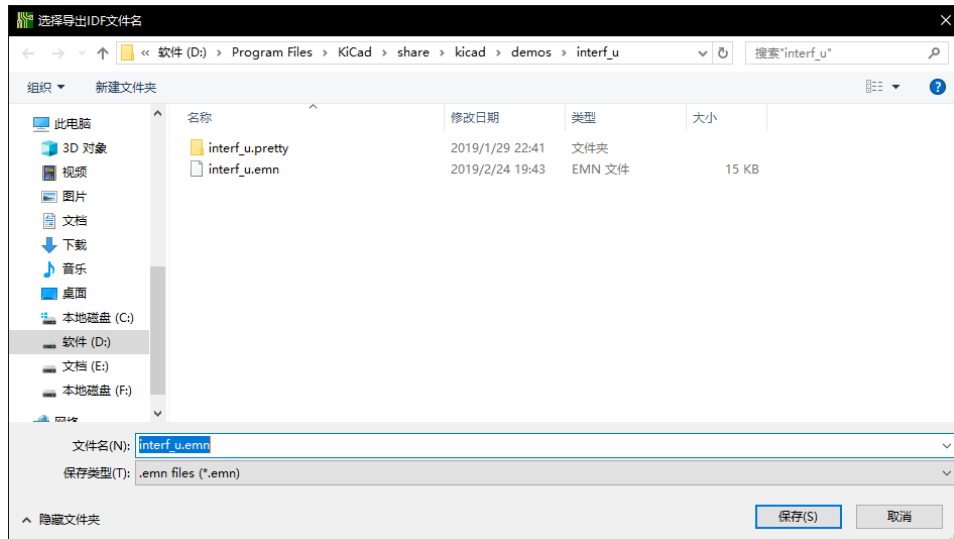 选择导出IDF文件名
« 软件 (D:) › Program Files › KiCad › share › kicad › demos › interf_u
搜索"interf_u"
组织 新建文件夹
名称 修改日期 类型 大小
此电脑
3D 对象
视频
图片
文档
下载
音乐
桌面
本地磁盘 (C:)
软件 (D:)
文档 (E:)
本地磁盘 (F:)
网络
interf_u.pretty 2019/1/29 22:41 文件夹
interf_u.emn 2019/2/24 19:43 EMN 文件 15 KB
文件名(N): interf_u.emn
保存类型(T): .emn files (*.emn)
隐藏文件夹
保存(S) 取消